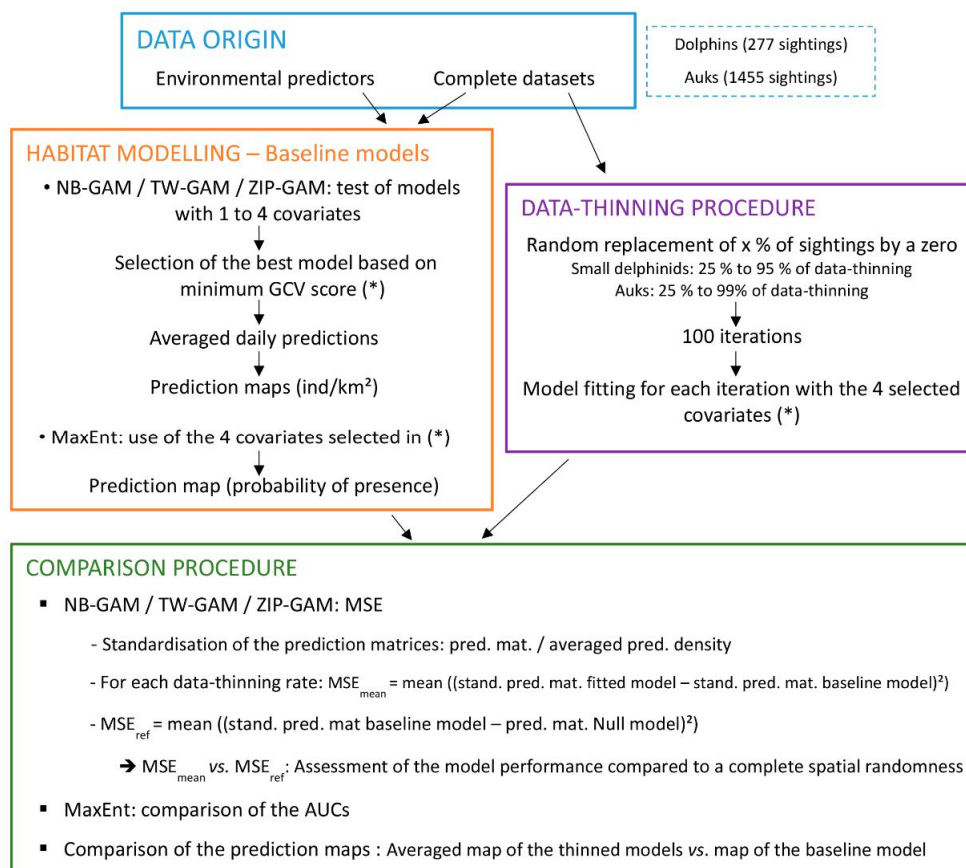 DATA ORIGIN
Environmental predictors
Complete datasets
Dolphins (277 sightings)
Auks (1455 sightings)
HABITAT MODELLING – Baseline models
• NB-GAM / TW-GAM / ZIP-GAM: test of models
with 1 to 4 covariates
Selection of the best model based on
minimum GCV score (*)
Averaged daily predictions
Prediction maps (ind/km²)
• MaxEnt: use of the 4 covariates selected in (*)
Prediction map (probability of presence)
DATA-THINNING PROCEDURE
Random replacement of x % of sightings by a zero
Small delphinids: 25 % to 95 % of data-thinning
Auks: 25 % to 99% of data-thinning
100 iterations
Model fitting for each iteration with the 4 selected
covariates (*)
COMPARISON PROCEDURE
▪ NB-GAM / TW-GAM / ZIP-GAM: MSE
- Standardisation of the prediction matrices: pred. mat. / averaged pred. density
- For each data-thinning rate: MSE mean = mean ((stand. pred. mat. fitted model – stand. pred. mat. baseline model)²)
- MSE ref = mean ((stand. pred. mat baseline model – pred. mat. Null model)²)
➔ MSE mean vs. MSE ref: Assessment of the model performance compared to a complete spatial randomness
▪ MaxEnt: comparison of the AUCs
▪ Comparison of the prediction maps : Averaged map of the thinned models vs. map of the baseline model